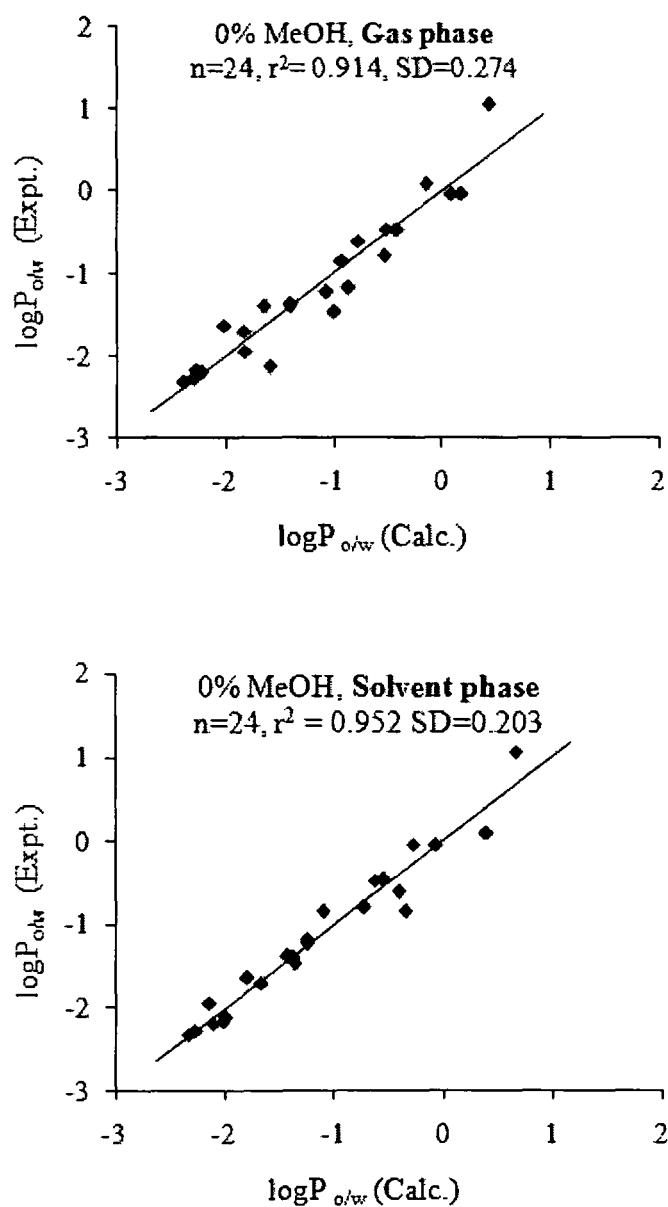 0% MeOH, Gas phase
n=24, r²= 0.914, SD=0.274
2
1
0
-1
-2
-3
logP o/w (Expt.)
-3 -2 -1 0 1 2
logP o/w (Calc.)
0% MeOH, Solvent phase
n=24, r² = 0.952 SD=0.203
2
1
0
-1
-2
-3
logP o/w (Expt.)
-3 -2 -1 0 1 2
logP o/w (Calc.)